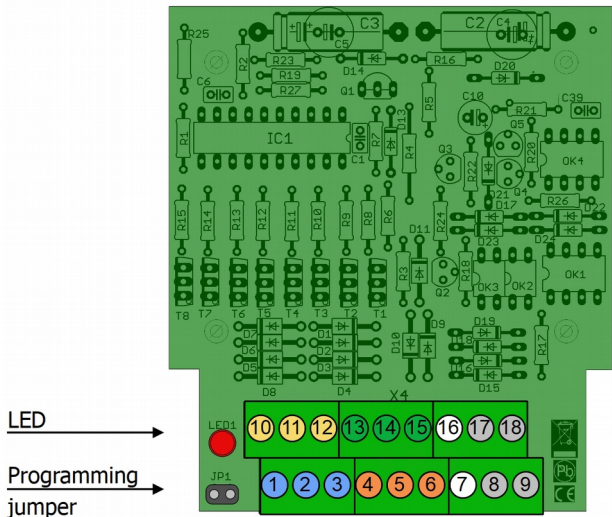 R25
C3
C2
C4
C5
R2
R23
D14
R16
D20
R19
C6
R27
Q1
R5
C10
R21
C39
R1
IC1
C1
R7
D13
R4
Q3
R22
Q5
R20
OK4
Q4
D21
R15
R14
R13
R12
R11
R10
R9
R8
R6
R24
D17
R26
D22
D23
D24
D11
R3
Q2
R18
OK3
OK2
OK1
T8
T7
T6
T5
T4
T3
T2
T1
D7
D1
D6
D2
D5
D3
D8
D4
D10
D9
D19
D18
D16
D15
R17
X4
LED
LED1
10 11 12 13 14 15 16 17 18
Programming
jumper
JP1
1 2 3 4 5 6 7 8 9
Pb
CE